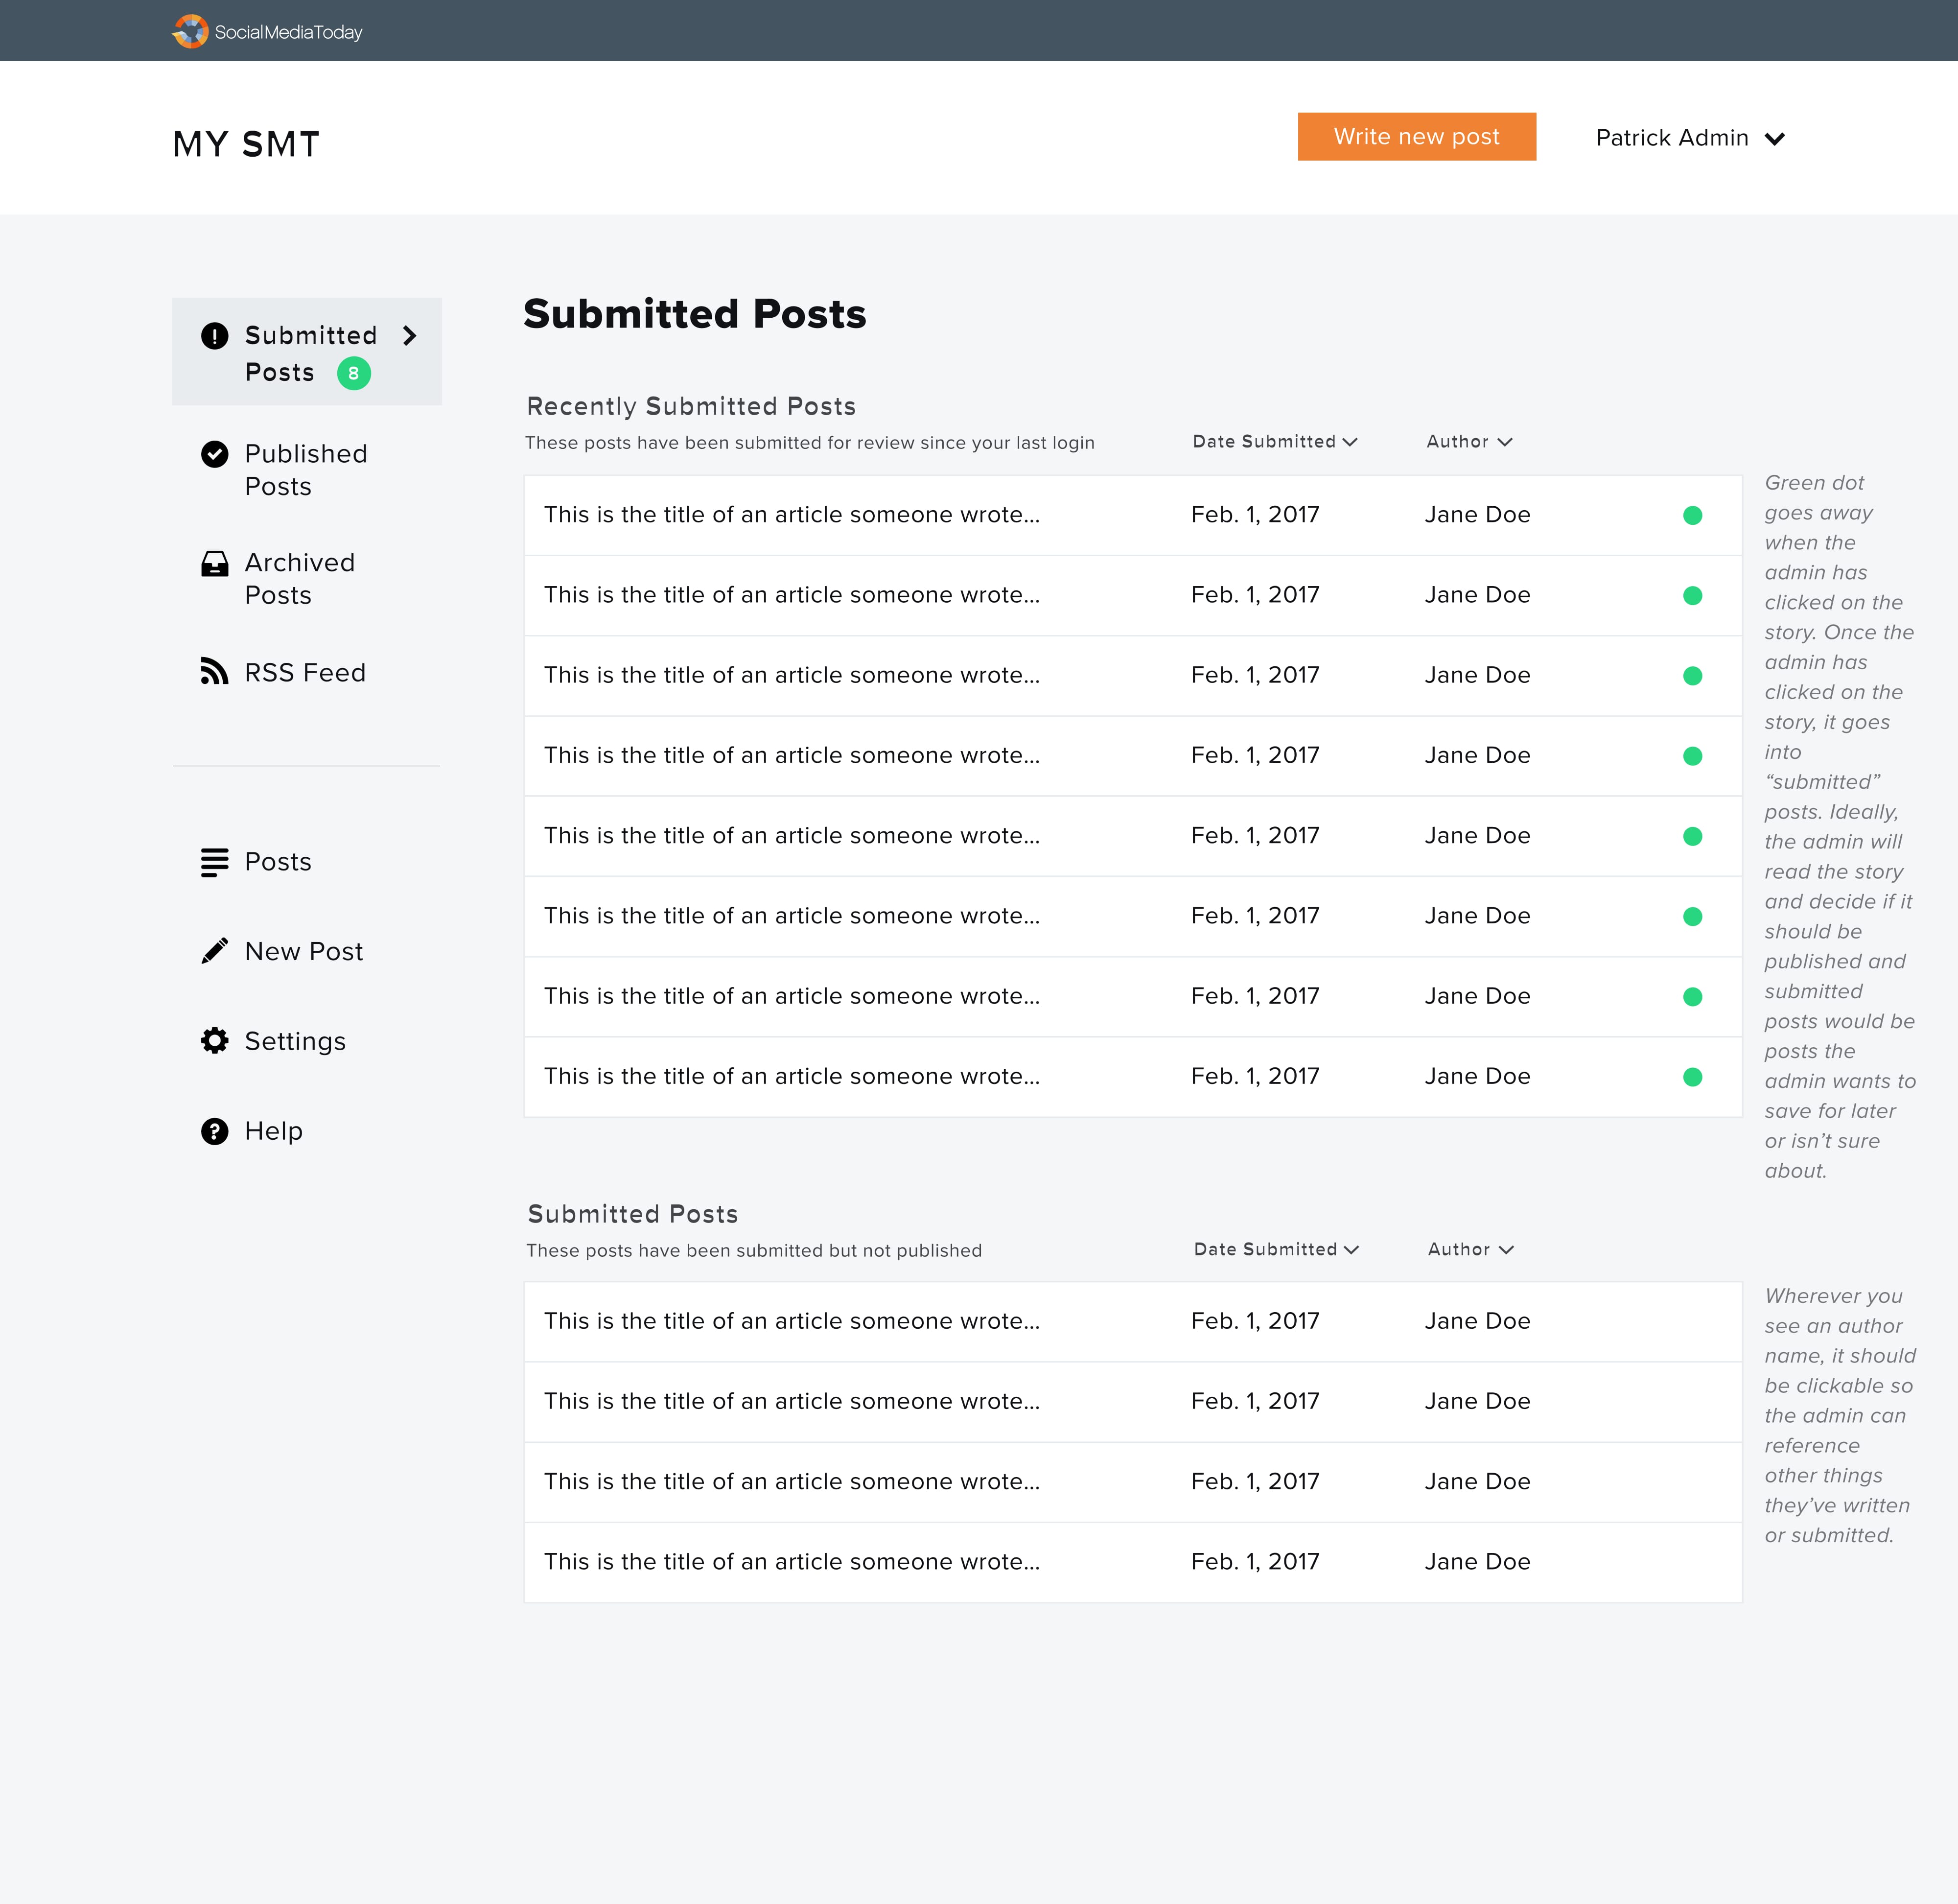 SocialMediaToday
MY SMT
Write new post
Patrick Admin
Submitted
Posts 8
Published
Posts
Archived
Posts
RSS Feed
Posts
New Post
Settings
Help
Submitted Posts
Recently Submitted Posts
These posts have been submitted for review since your last login Date Submitted Author
This is the title of an article someone wrote... Feb. 1, 2017 Jane Doe
This is the title of an article someone wrote... Feb. 1, 2017 Jane Doe
This is the title of an article someone wrote... Feb. 1, 2017 Jane Doe
This is the title of an article someone wrote... Feb. 1, 2017 Jane Doe
This is the title of an article someone wrote... Feb. 1, 2017 Jane Doe
This is the title of an article someone wrote... Feb. 1, 2017 Jane Doe
This is the title of an article someone wrote... Feb. 1, 2017 Jane Doe
This is the title of an article someone wrote... Feb. 1, 2017 Jane Doe
Green dot
goes away
when the
admin has
clicked on the
story. Once the
admin has
clicked on the
story, it goes
into
“submitted”
posts. Ideally,
the admin will
read the story
and decide if it
should be
published and
submitted
posts would be
posts the
admin wants to
save for later
or isn’t sure
about.
Submitted Posts
These posts have been submitted but not published Date Submitted Author
This is the title of an article someone wrote... Feb. 1, 2017 Jane Doe
This is the title of an article someone wrote... Feb. 1, 2017 Jane Doe
This is the title of an article someone wrote... Feb. 1, 2017 Jane Doe
This is the title of an article someone wrote... Feb. 1, 2017 Jane Doe
Wherever you
see an author
name, it should
be clickable so
the admin can
reference
other things
they’ve written
or submitted.